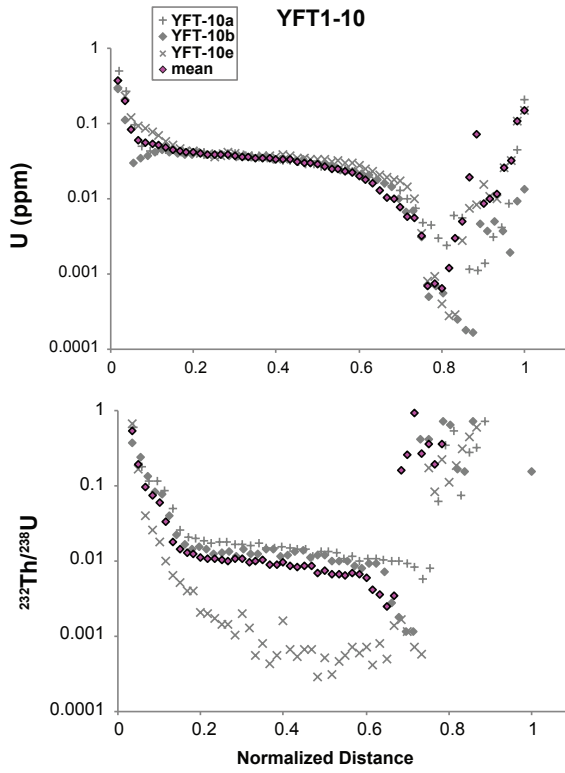 YFT1-10
YFT-10a
YFT-10b
YFT-10e
mean
U (ppm)
1
0.1
0.01
0.001
0.0001
0 0.2 0.4 0.6 0.8 1
²³²Th/²³⁸U
1
0.1
0.01
0.001
0.0001
0 0.2 0.4 0.6 0.8 1
Normalized Distance